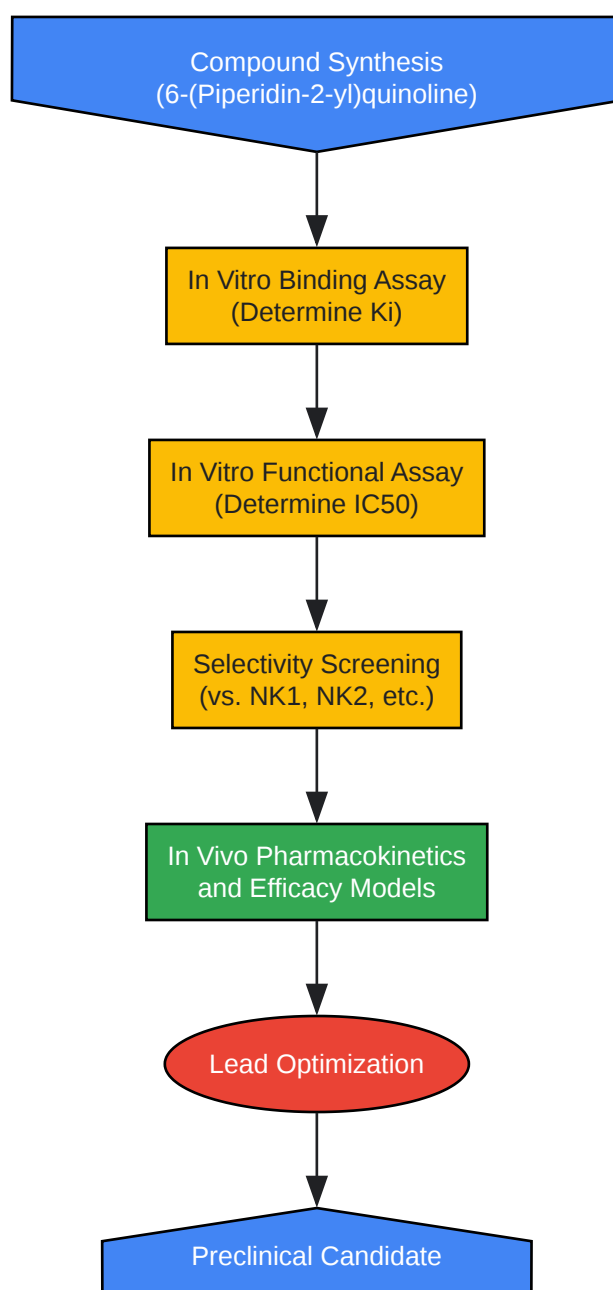 Compound Synthesis
(6-(Piperidin-2-yl)quinoline)
In Vitro Binding Assay
(Determine Ki)
In Vitro Functional Assay
(Determine IC50)
Selectivity Screening
(vs. NK1, NK2, etc.)
In Vivo Pharmacokinetics
and Efficacy Models
Lead Optimization
Preclinical Candidate